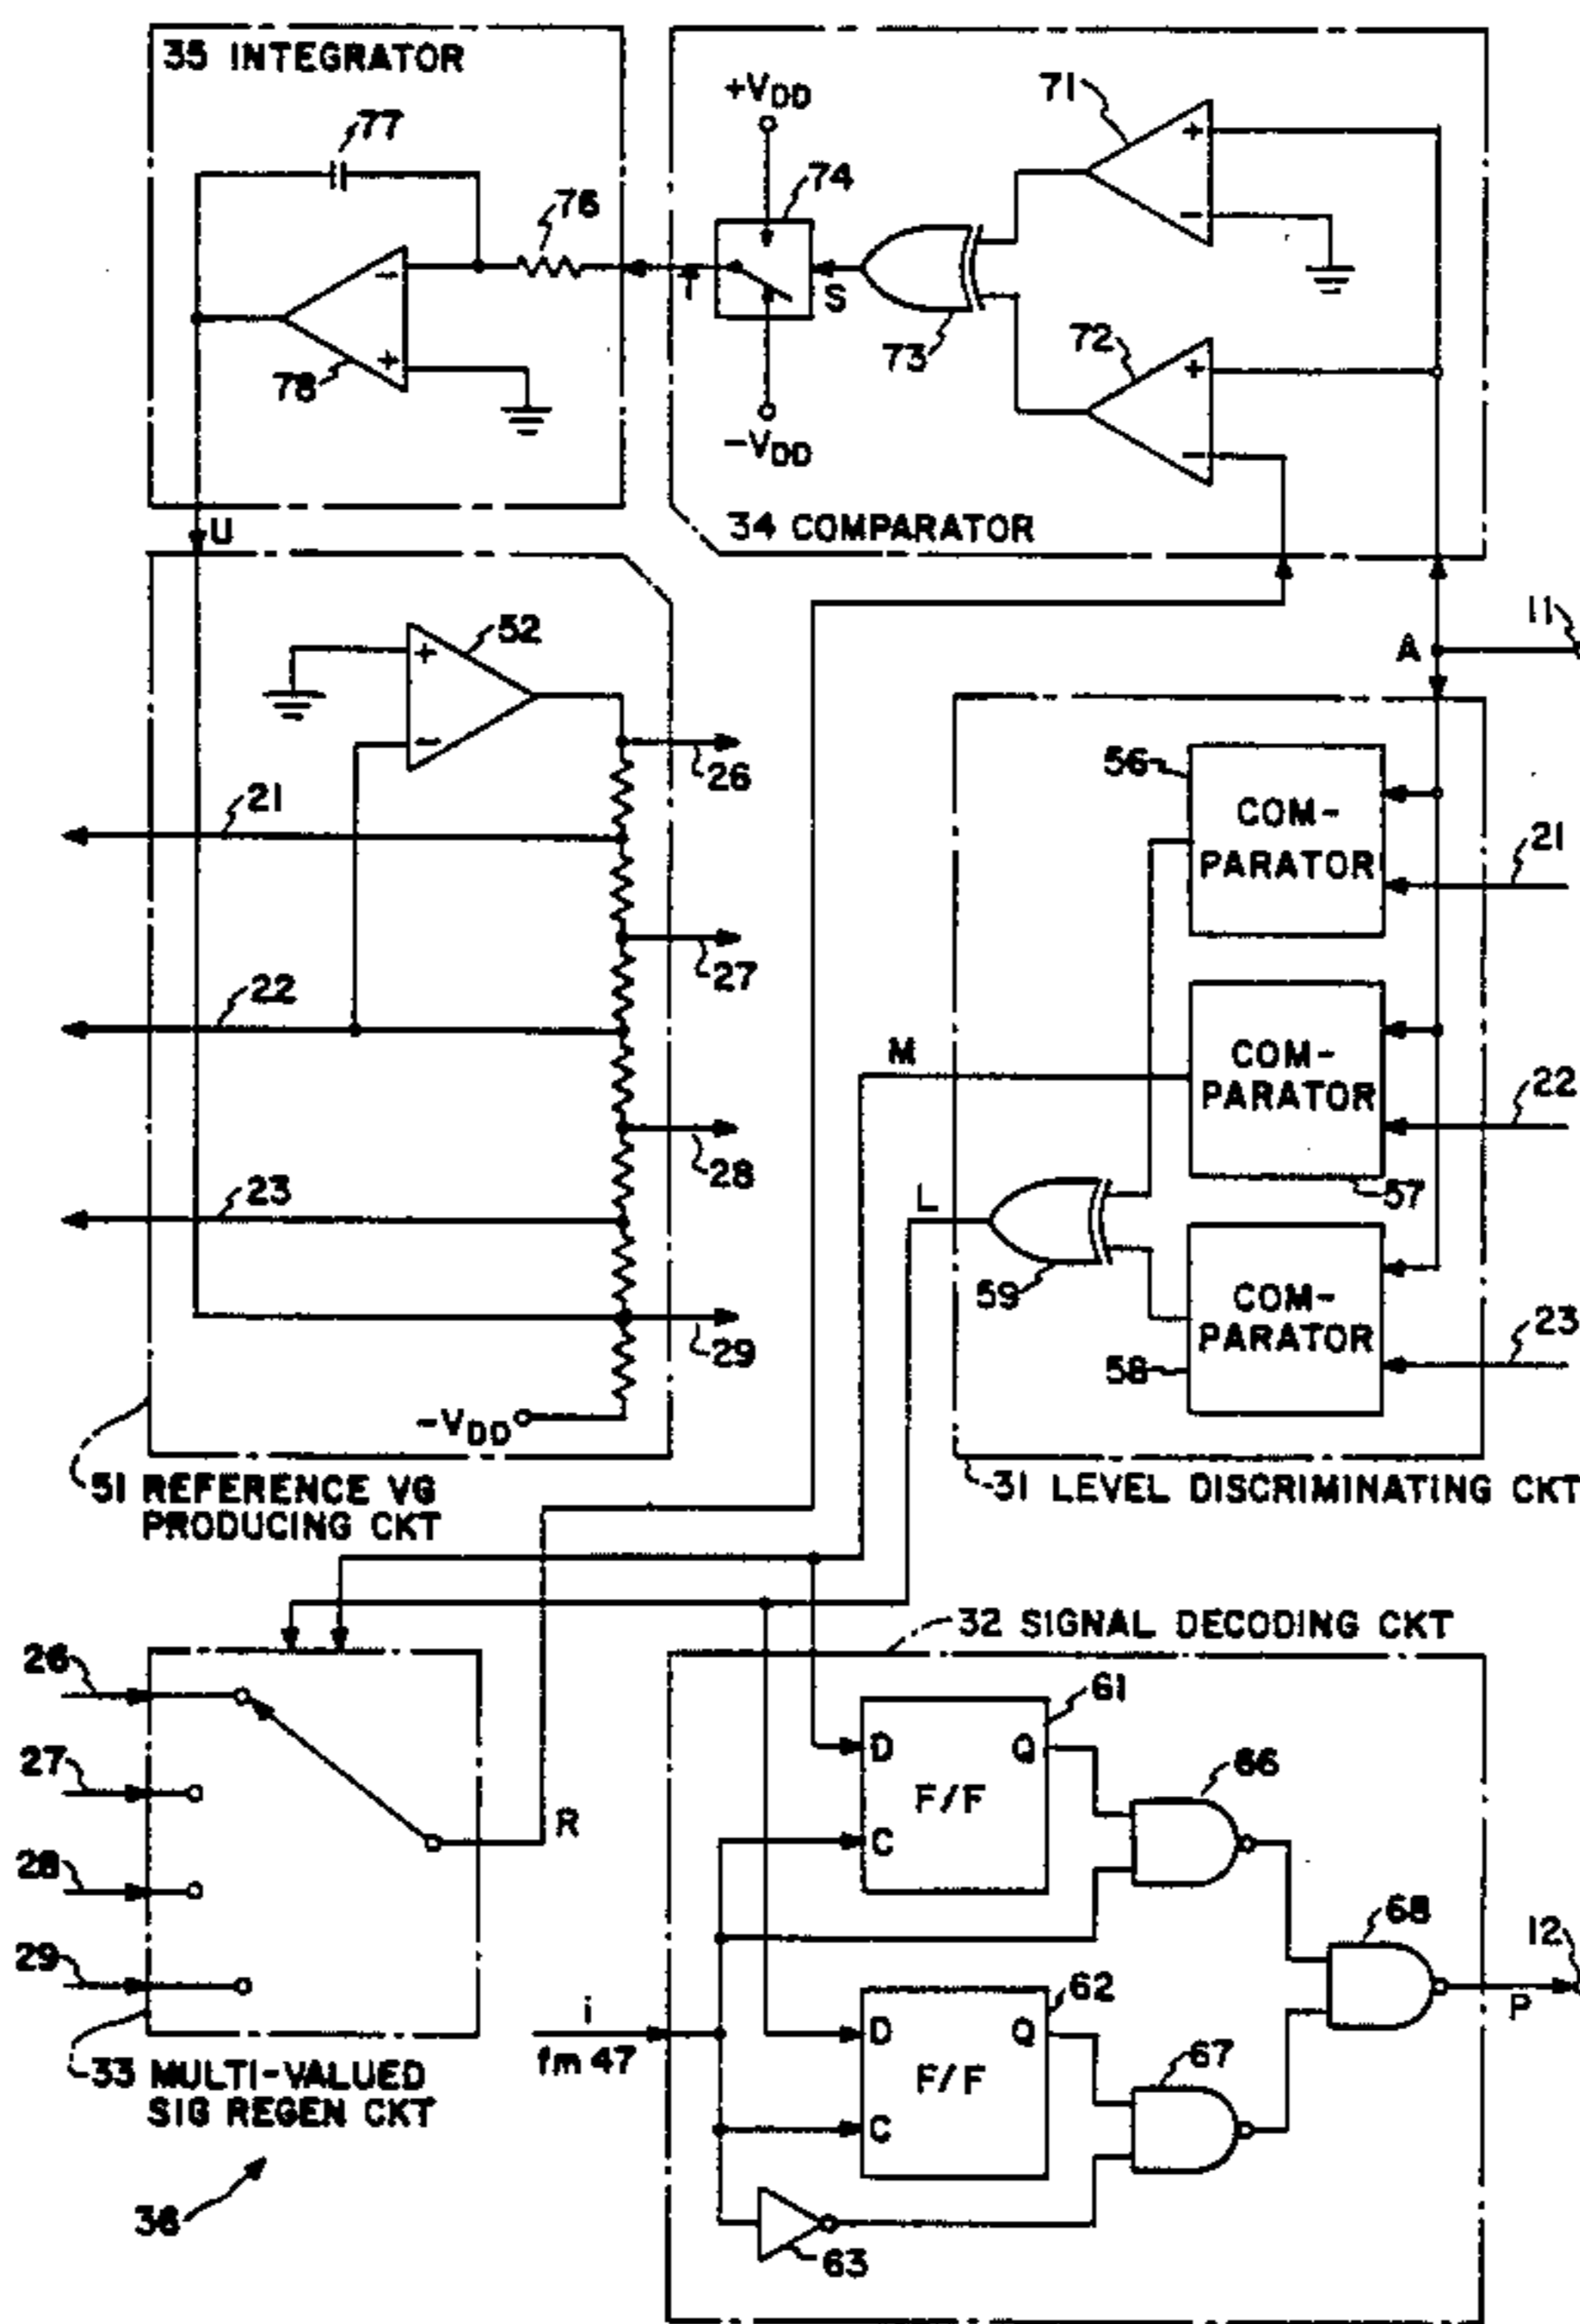 35 INTEGRATOR
77
76
78
U
+VDD
74
T
S
73
-VDD
71
72
34 COMPARATOR
11
A
52
26
21
27
22
28
23
29
-VDD
51 REFERENCE VG
PRODUCING CKT
56
COM-
PARATOR
21
M
COM-
PARATOR
22
57
L
59
COM-
PARATOR
58
23
31 LEVEL DISCRIMINATING CKT
26
27
28
29
R
33 MULTI-VALUED
SIG REGEN CKT
36
32 SIGNAL DECODING CKT
61
D
Q
F/F
C
66
68
12
P
i
fm 47
62
D
Q
F/F
C
67
63